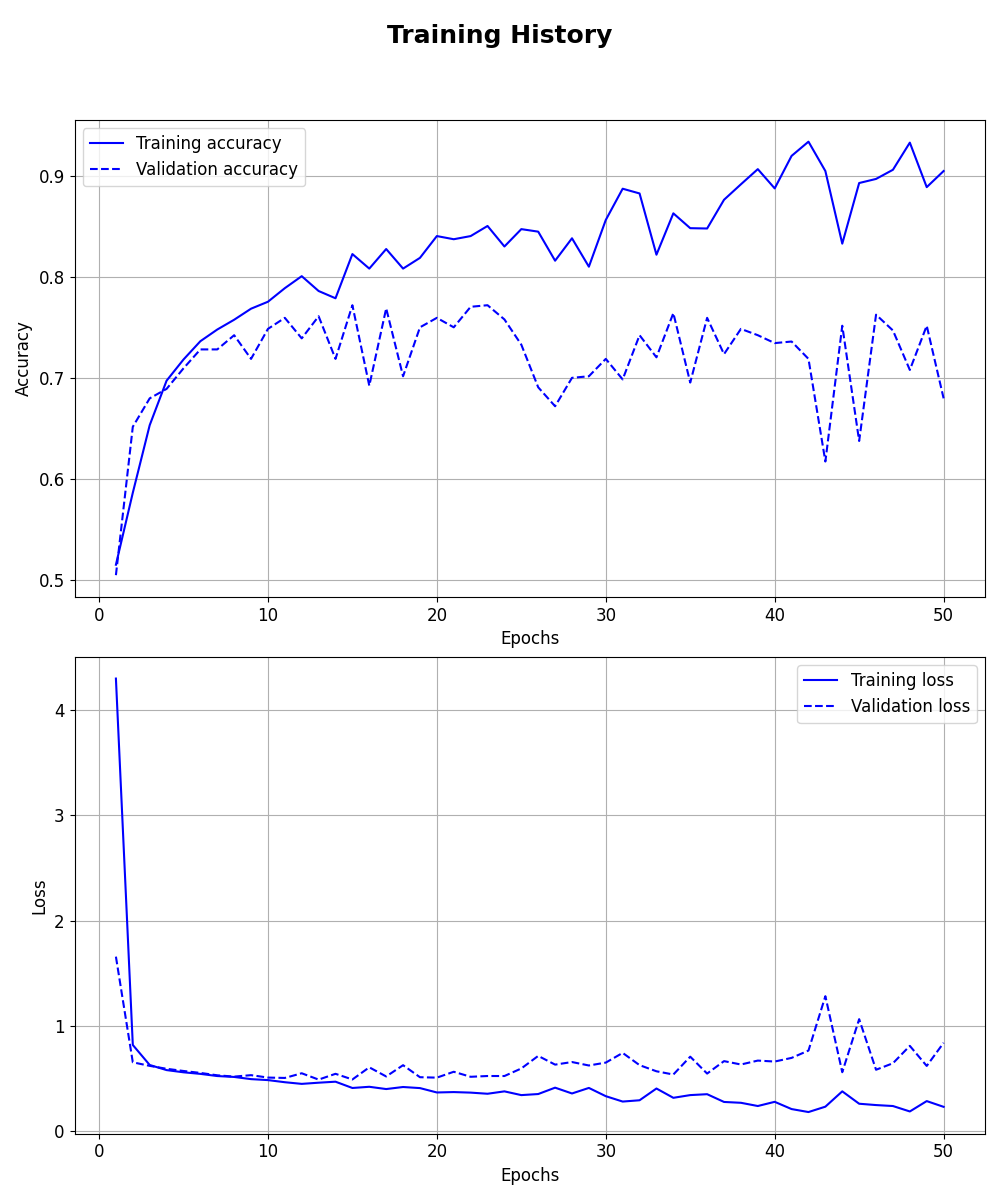 Training History
Training accuracy
Validation accuracy
0.9
0.8
0.7
0.6
0.5
Accuracy
0 10 20 30 40 50
Epochs
Training loss
Validation loss
4
3
2
1
0
Loss
0 10 20 30 40 50
Epochs